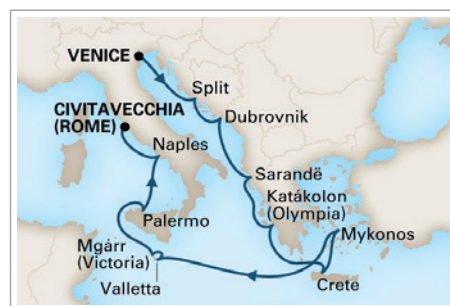 VENICE
Split
CIVITAVECCHIA
(ROME)
Dubrovnik
Naples
Sarandë
Katákolon
(Olympia)
Palermo
Mykonos
Mgårr
(Victoria)
Valletta
Crete